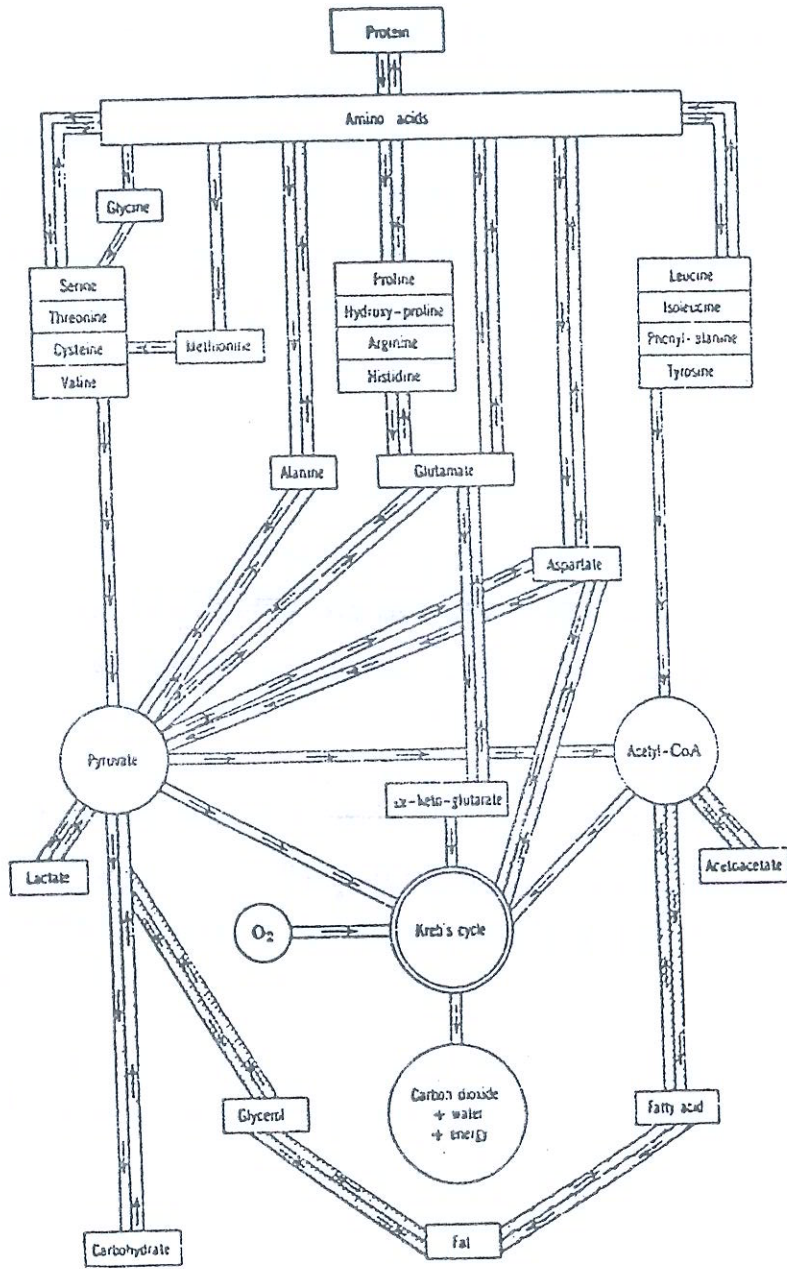 Protein
Amino acids
Glycine
Serine
Threonine
Cysteine
Valine
Methionine
Proline
Hydroxy-proline
Arginine
Histidine
Leucine
Isoleucine
Phenyl-alanine
Tyrosine
Alanine
Glutamate
Aspartate
Pyruvate
Acetyl-CoA
α-keto-glutarate
Lactate
Acetoacetate
O₂
Kreb's cycle
Carbon dioxide
+ water
+ energy
Glycerol
Fatty acid
Carbohydrate
Fat